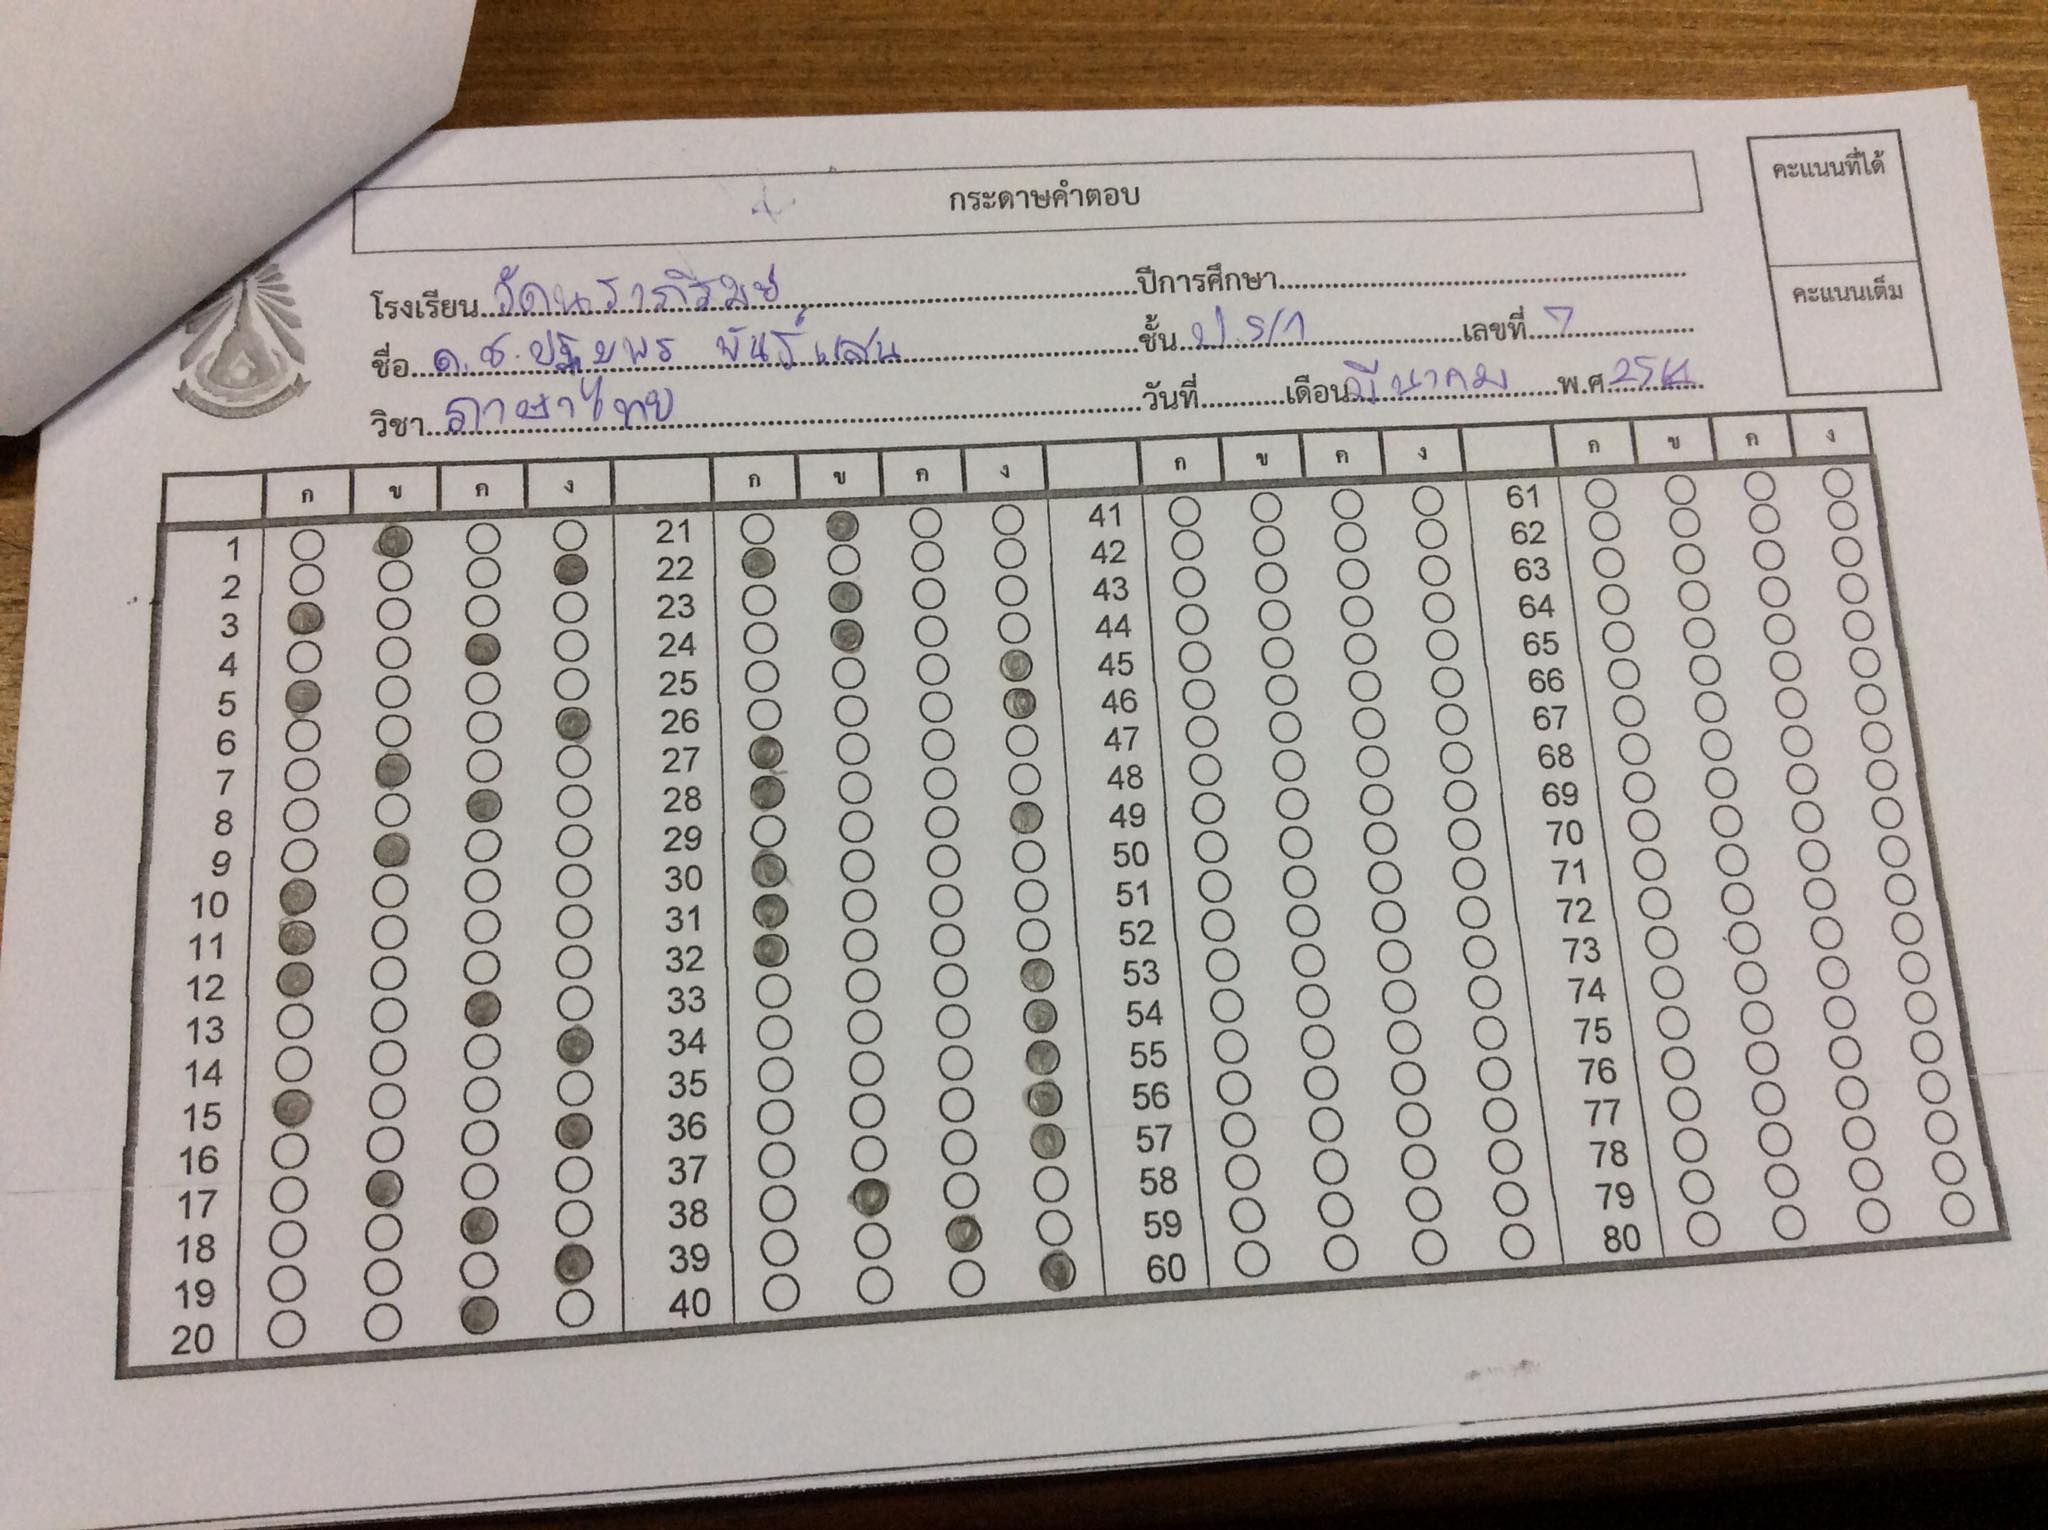 กระดาษคำตอบ
คะแนนที่ได้
คะแนนเต็ม
โรงเรียน วัดนราภิรมย์ ปีการศึกษา
ชื่อ ด.ช. พันธ์แสน ชั้น ป.5/1 เลขที่ 7
วิชา ภาษาไทย วันที่ เดือน มีนาคม พ.ศ.
ก ข ค ง ก ข ค ง ก ข ค ง ก ข ค ง
1 21 41 61
2 22 42 62
3 23 43 63
4 24 44 64
5 25 45 65
6 26 46 66
7 27 47 67
8 28 48 68
9 29 49 69
10 30 50 70
11 31 51 71
12 32 52 72
13 33 53 73
14 34 54 74
15 35 55 75
16 36 56 76
17 37 57 77
18 38 58 78
19 39 59 79
20 40 60 80